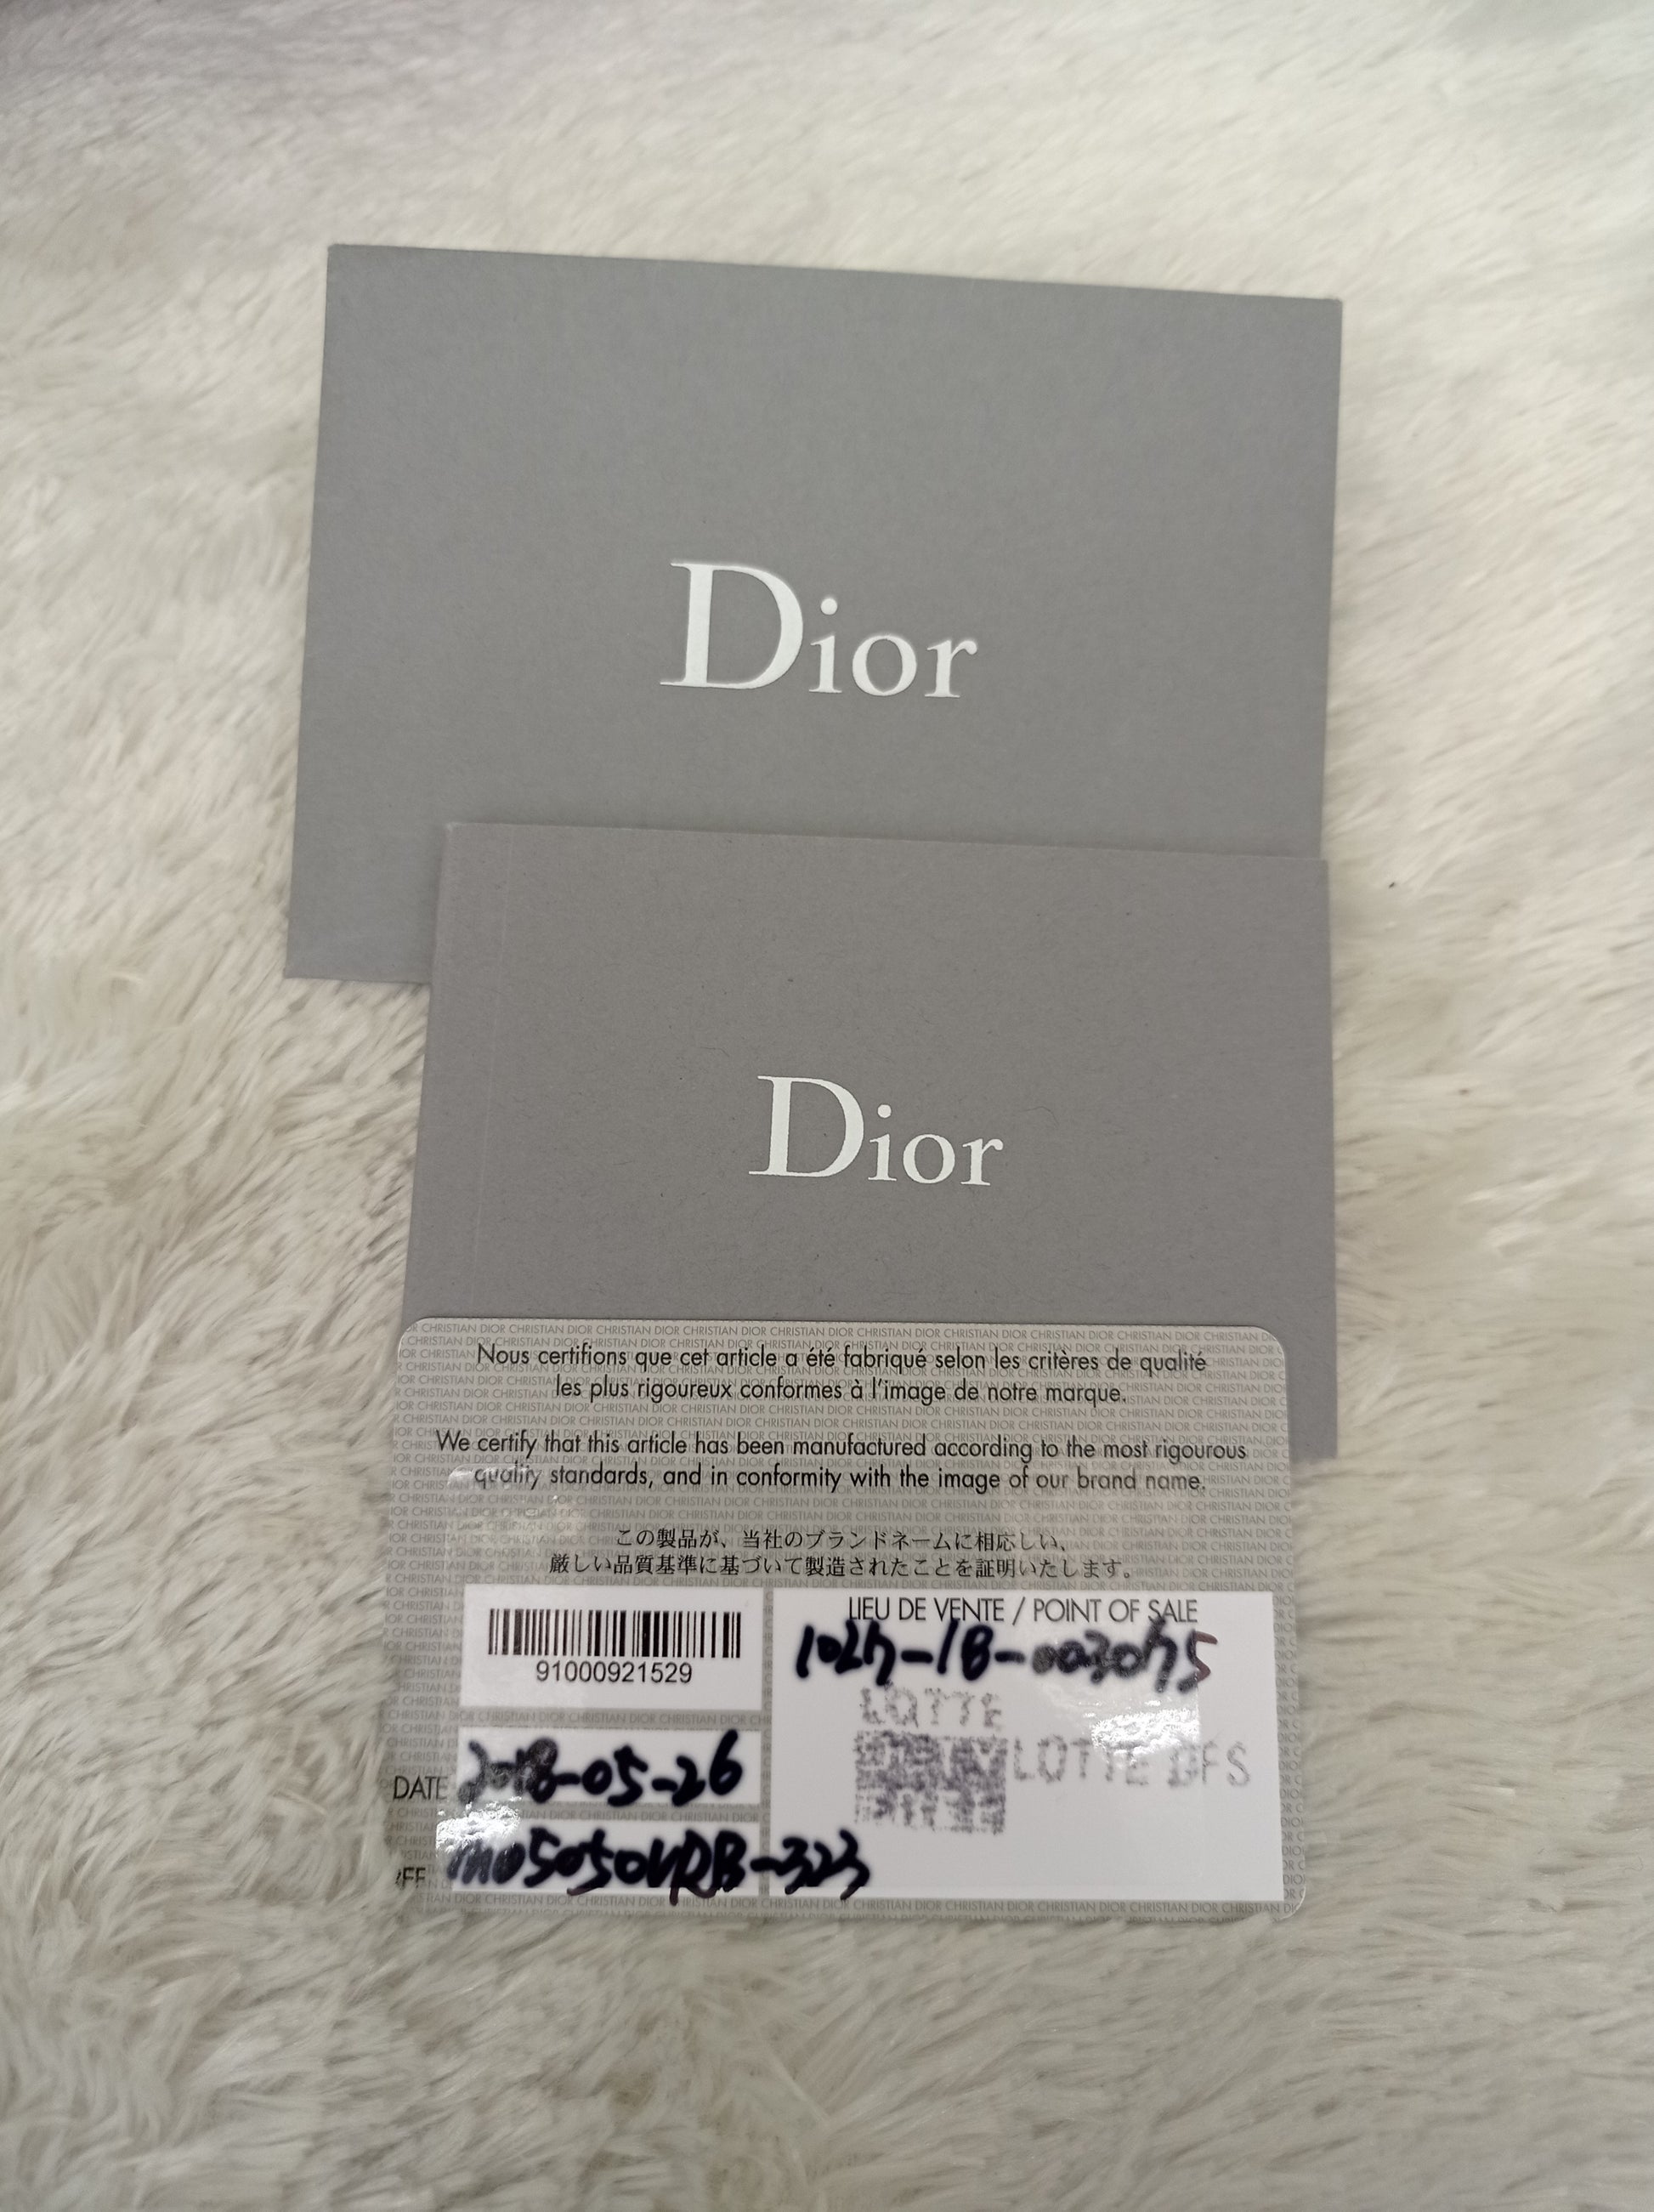 Dior
Dior
Nous certifions que cet article a été fabriqué selon les critères de qualité
les plus rigoureux conformes à l'image de notre marque.
We certify that this article has been manufactured according to the most rigourous
quality standards, and in conformity with the image of our brand name.
この製品が、当社のブランドネームに相応しい、
厳しい品質基準に基づいて製造されたことを証明いたします。
91000921529
LIEU DE VENTE / POINT OF SALE
LOTTE
LOTTE DFS
DATE 2018-05-26